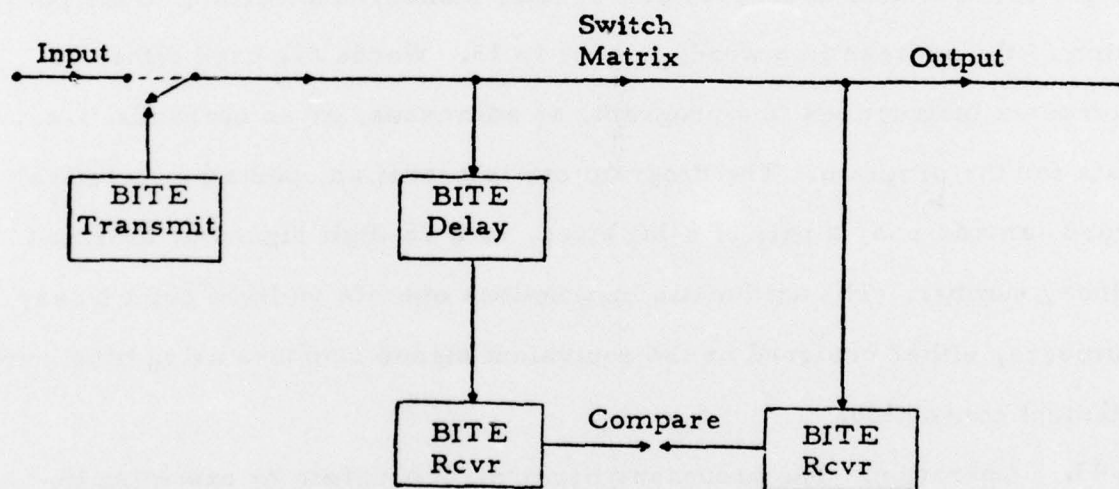 Input
Switch
Matrix
Output
BITE
Transmit
BITE
Delay
BITE
Rcvr
Compare
BITE
Rcvr